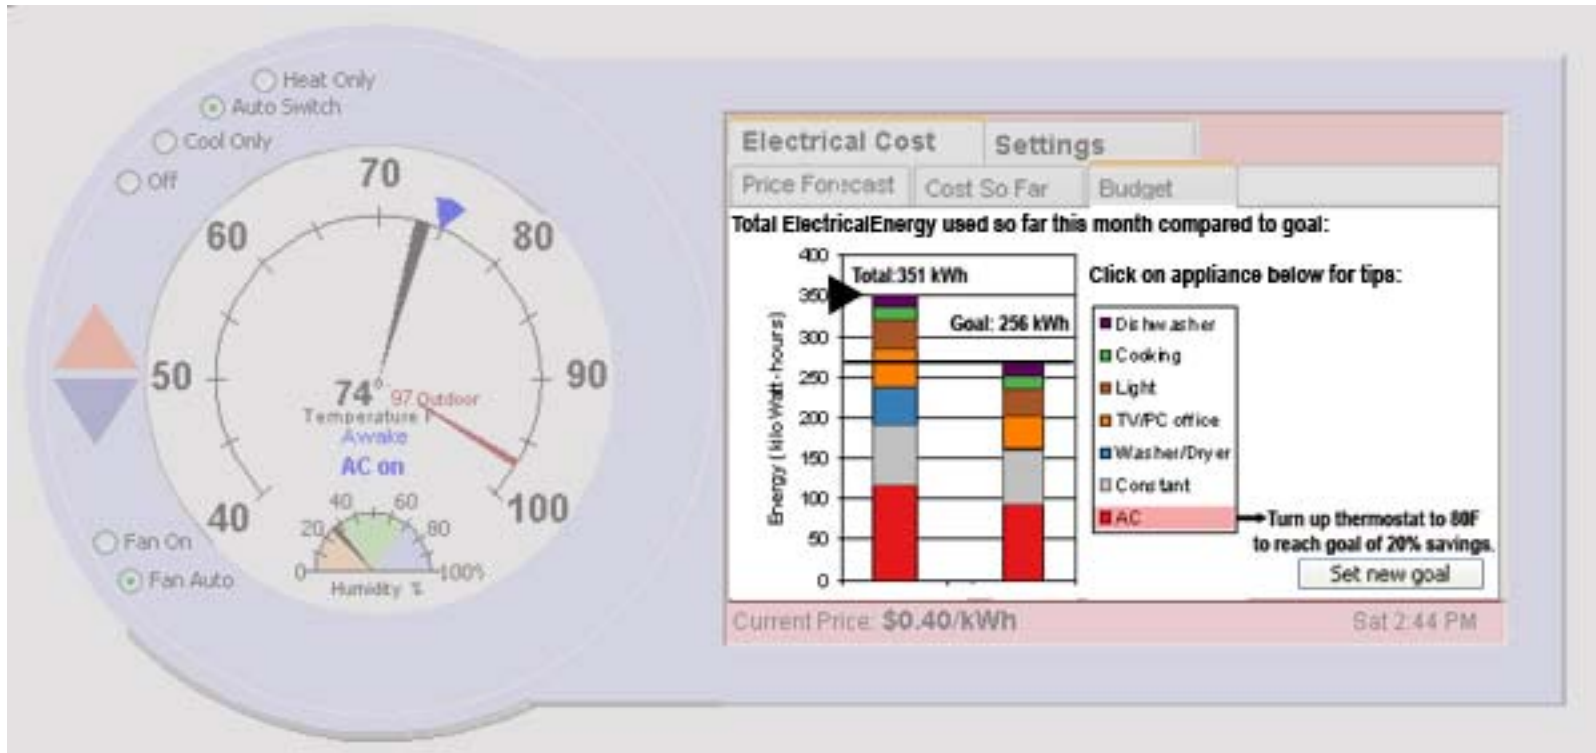 Heat Only
Auto Switch
Cool Only
Off
70
60
80
50
90
40
100
74°
97 Outdoor
Temperature F
Awake
AC on
40
60
20
80
0
100%
Humidity %
Fan On
Fan Auto
Electrical Cost
Settings
Price Forecast
Cost So Far
Budget
Total ElectricalEnergy used so far this month compared to goal:
Energy (kilo Watt-hours)
400
350
300
250
200
150
100
50
0
Total:351 kWh
Goal: 256 kWh
Click on appliance below for tips:
Dishwasher
Cooking
Light
TV/PC office
Washer/Dryer
Constant
AC
Turn up thermostat to 80F
to reach goal of 20% savings.
Set new goal
Current Price: $0.40/kWh
Sat 2:44 PM